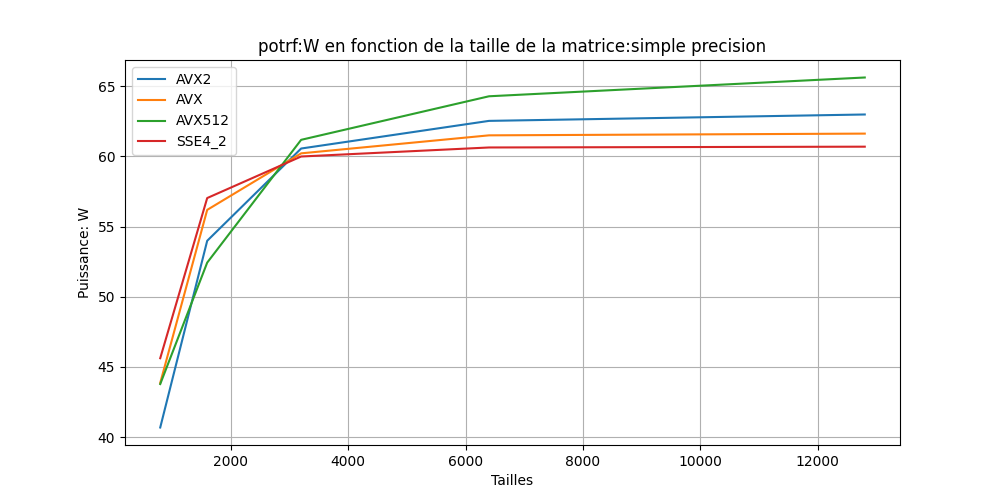 potrf:W en fonction de la taille de la matrice:simple precision
AVX2
AVX
AVX512
SSE4_2
65
60
55
50
45
40
Puissance: W
2000
4000
6000
8000
10000
12000
Tailles